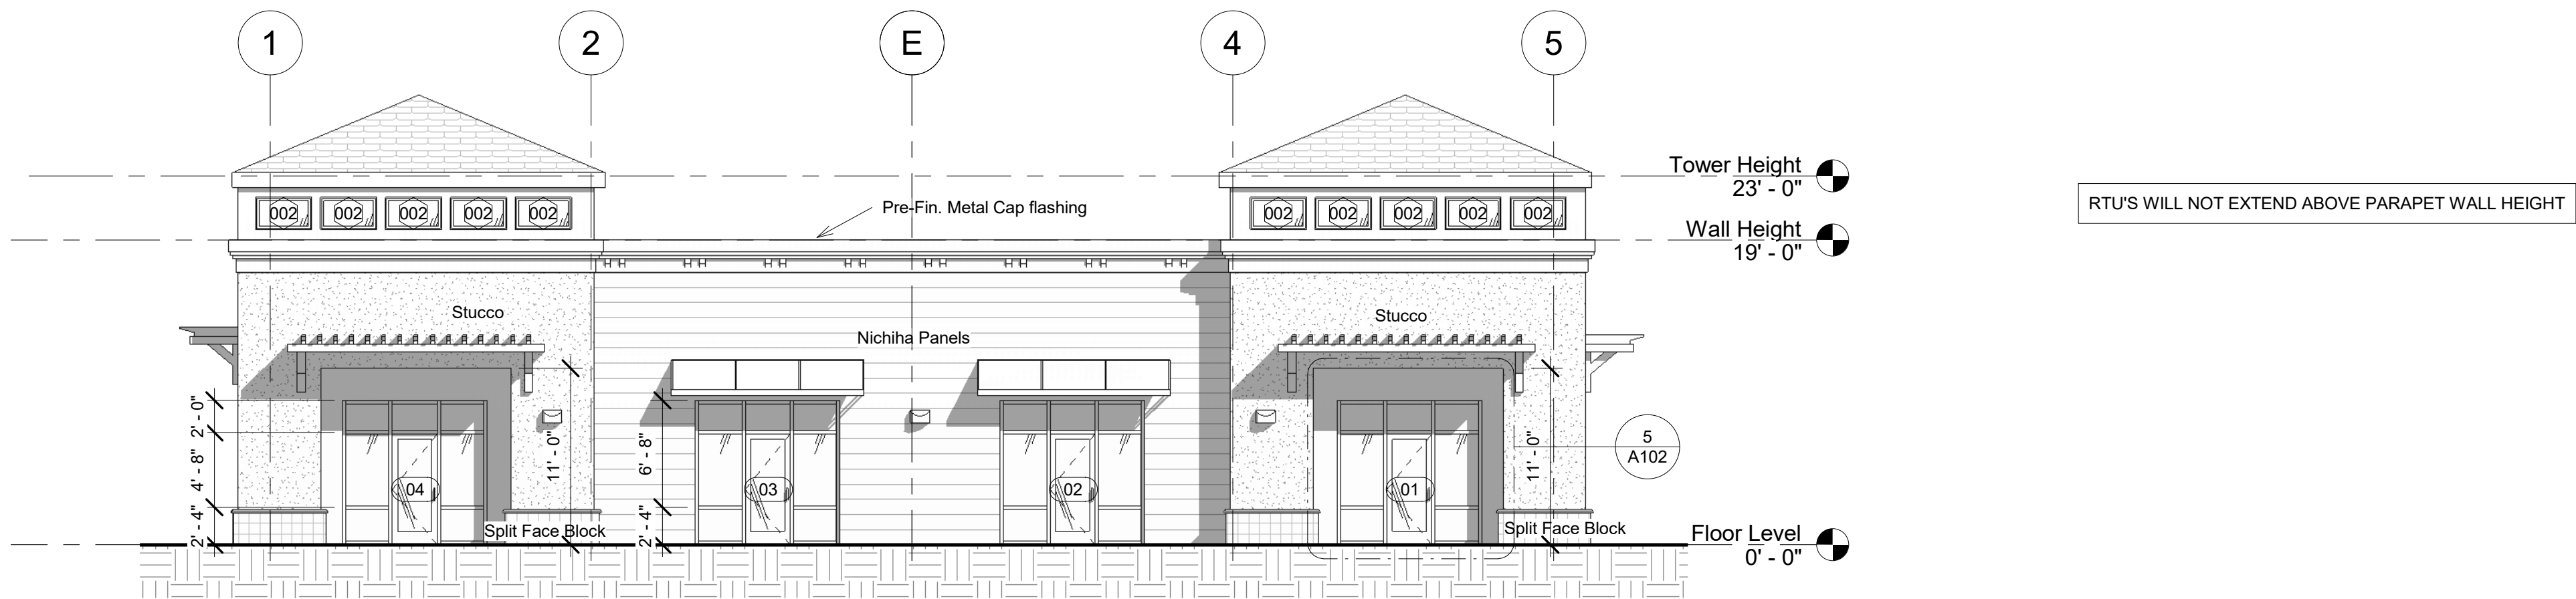 1
2
E
4
5
Tower Height
23' - 0"
RTU'S WILL NOT EXTEND ABOVE PARAPET WALL HEIGHT
002
002
002
002
002
002
002
002
002
002
Pre-Fin. Metal Cap flashing
Wall Height
19' - 0"
Stucco
Nichiha Panels
Stucco
2' - 0"
4' - 8"
2' - 4"
11' - 0"
6' - 8"
2' - 4"
11' - 0"
5
A102
04
03
02
01
Split Face Block
Split Face Block
Floor Level
0' - 0"